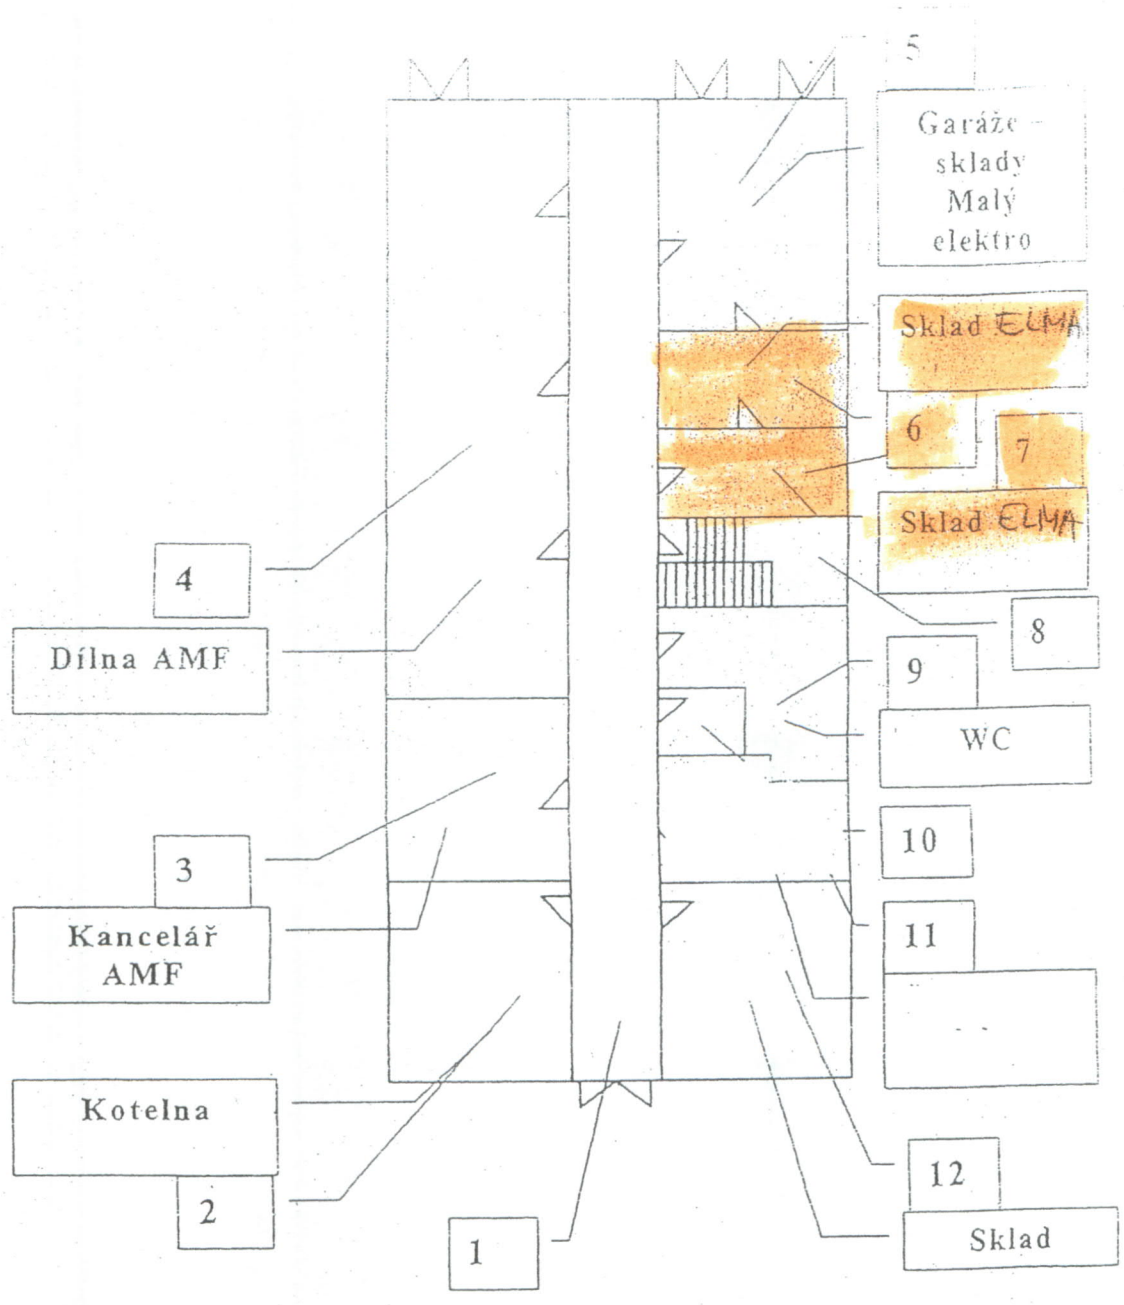 5
Garáže –
sklady
Malý
elektro
Sklad ELMA
6
7
Sklad ELMA
4
Dílna AMF
8
9
WC
3
Kancelář
AMF
10
11
Kotelna
2
12
Sklad
1